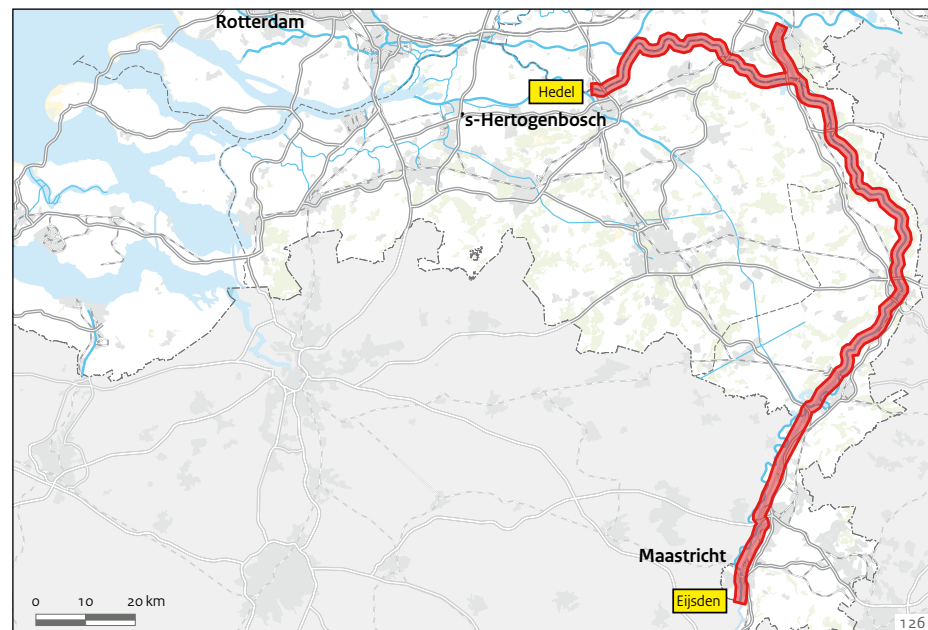 Rotterdam
Hedel
's-Hertogenbosch
Maastricht
Eijsden
0 10 20 km
126